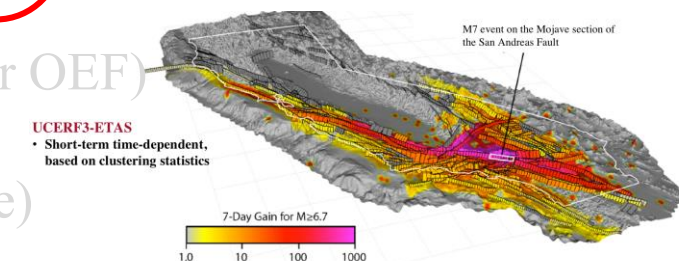 M7 event on the Mojave section of
the San Andreas Fault
r OEF)
UCERF3-ETAS
• Short-term time-dependent,
based on clustering statistics
e)
7-Day Gain for M≥6.7
1.0 10 100 1000